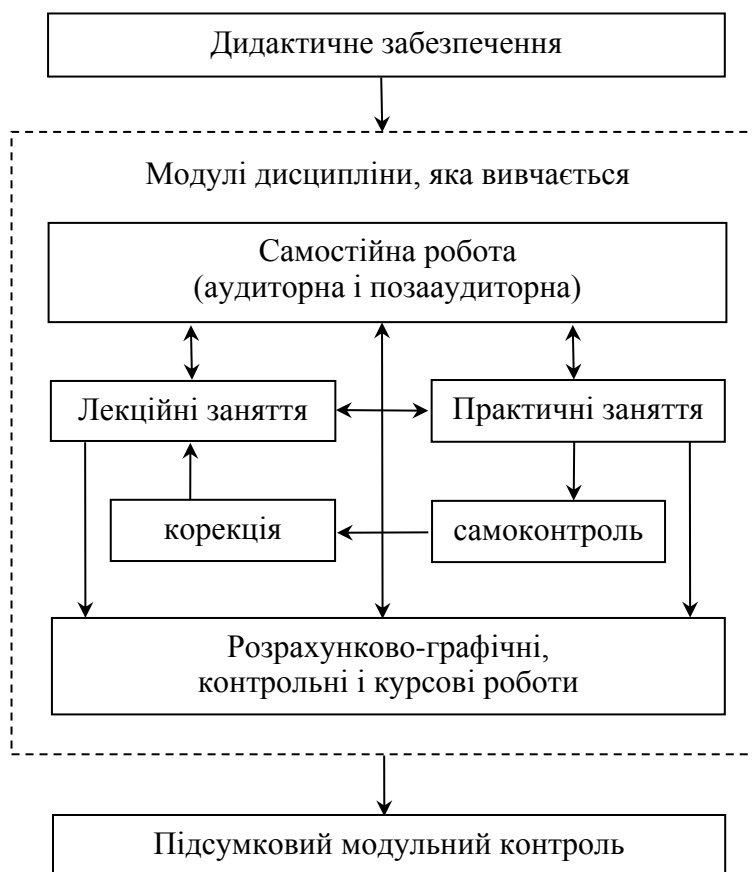 Дидактичне забезпечення
Модулі дисципліни, яка вивчається
Самостійна робота
(аудиторна і позааудиторна)
Лекційні заняття
Практичні заняття
корекція
самоконтроль
Розрахунково-графічні,
контрольні і курсові роботи
Підсумковий модульний контроль